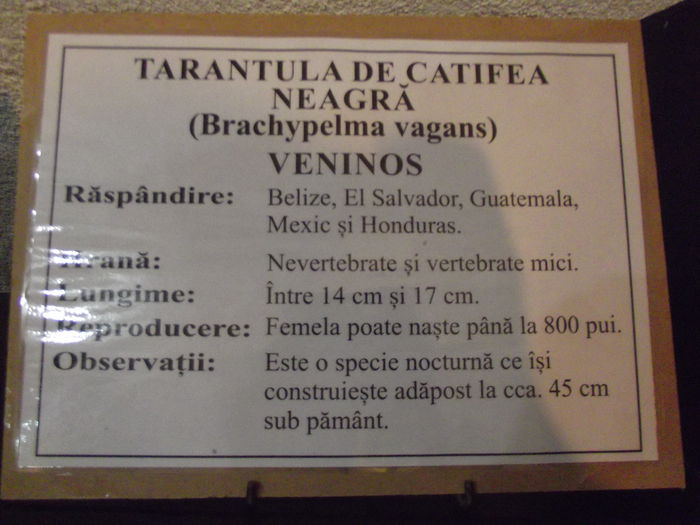 TARANTULA DE CATIFEA
NEAGRĂ
(Brachypelma vagans)
VENINOS
Răspândire: Belize, El Salvador, Guatemala,
Mexic și Honduras.
Hrană: Nevertebrate și vertebrate mici.
Lungime: Între 14 cm și 17 cm.
Reproducere: Femela poate naște până la 800 pui.
Observații: Este o specie nocturnă ce își
construiește adăpost la cca. 45 cm
sub pământ.